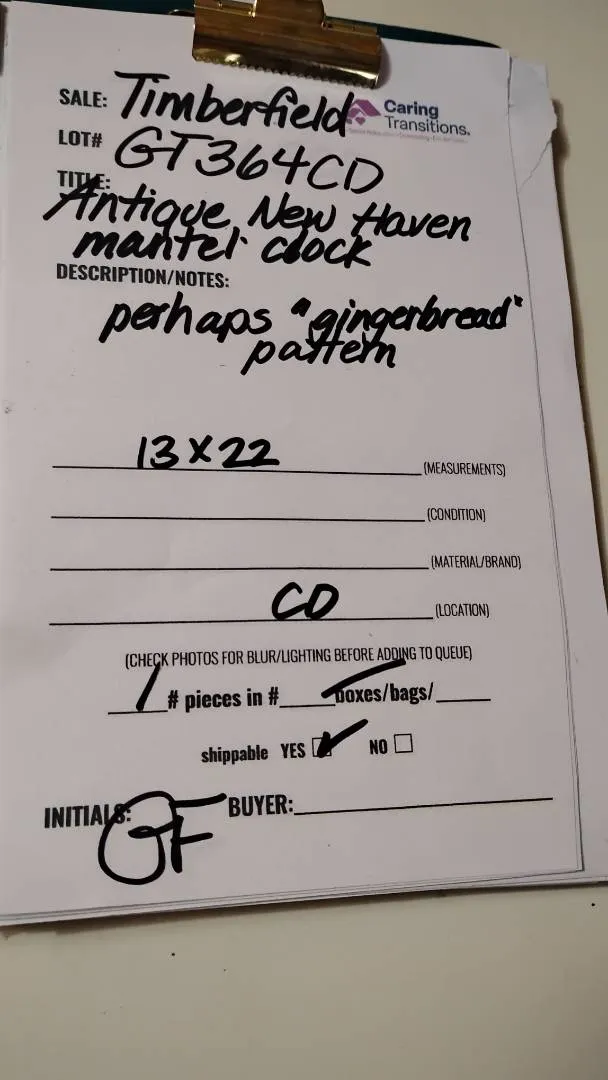 SALE: Timberfield
Caring
Transitions.
LOT# GT364CD
TITLE:
Antique New Haven
mantel clock
DESCRIPTION/NOTES:
perhaps "gingerbread"
pattern
13 X 22 (MEASUREMENTS)
(CONDITION)
(MATERIAL/BRAND)
CD (LOCATION)
(CHECK PHOTOS FOR BLUR/LIGHTING BEFORE ADDING TO QUEUE)
1 # pieces in # boxes/bags/
shippable YES NO
INITIALS: GF BUYER: